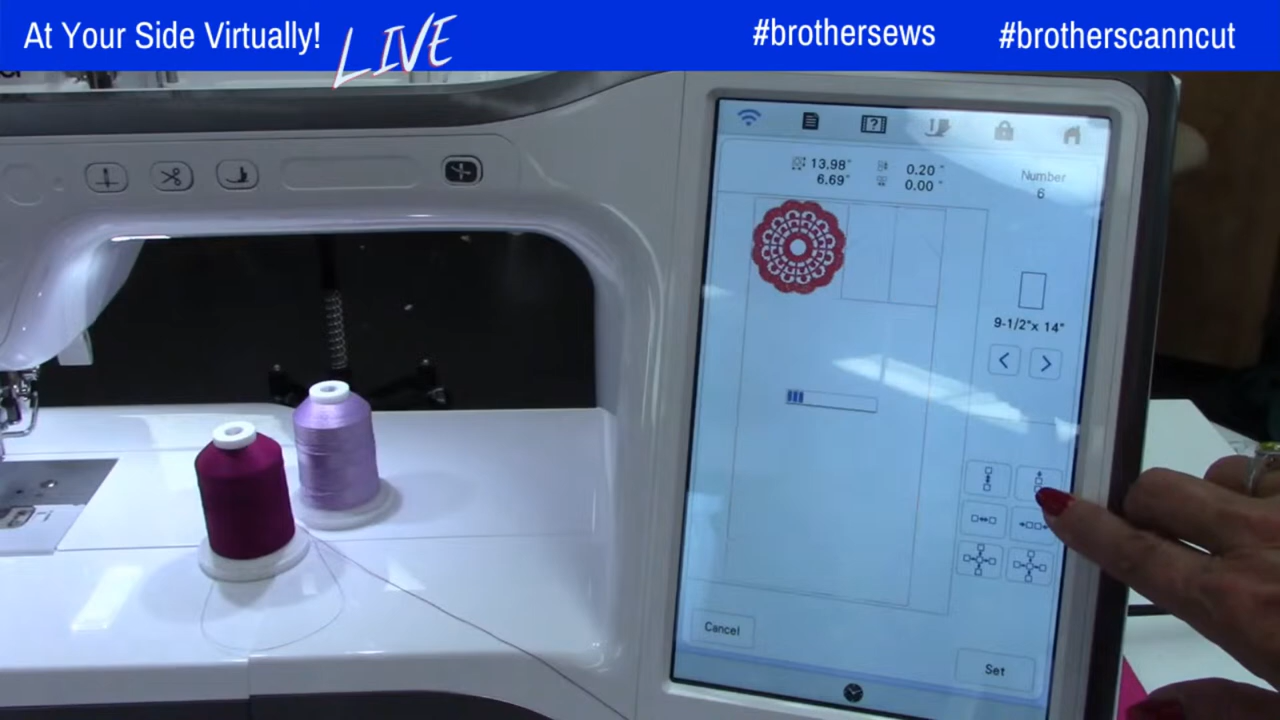 At Your Side Virtually! LIVE
#brothersews
#brotherscanncut
13.98"
6.69"
0.20 "
0.00 "
Number
6
9-1/2"x 14"
Cancel
Set